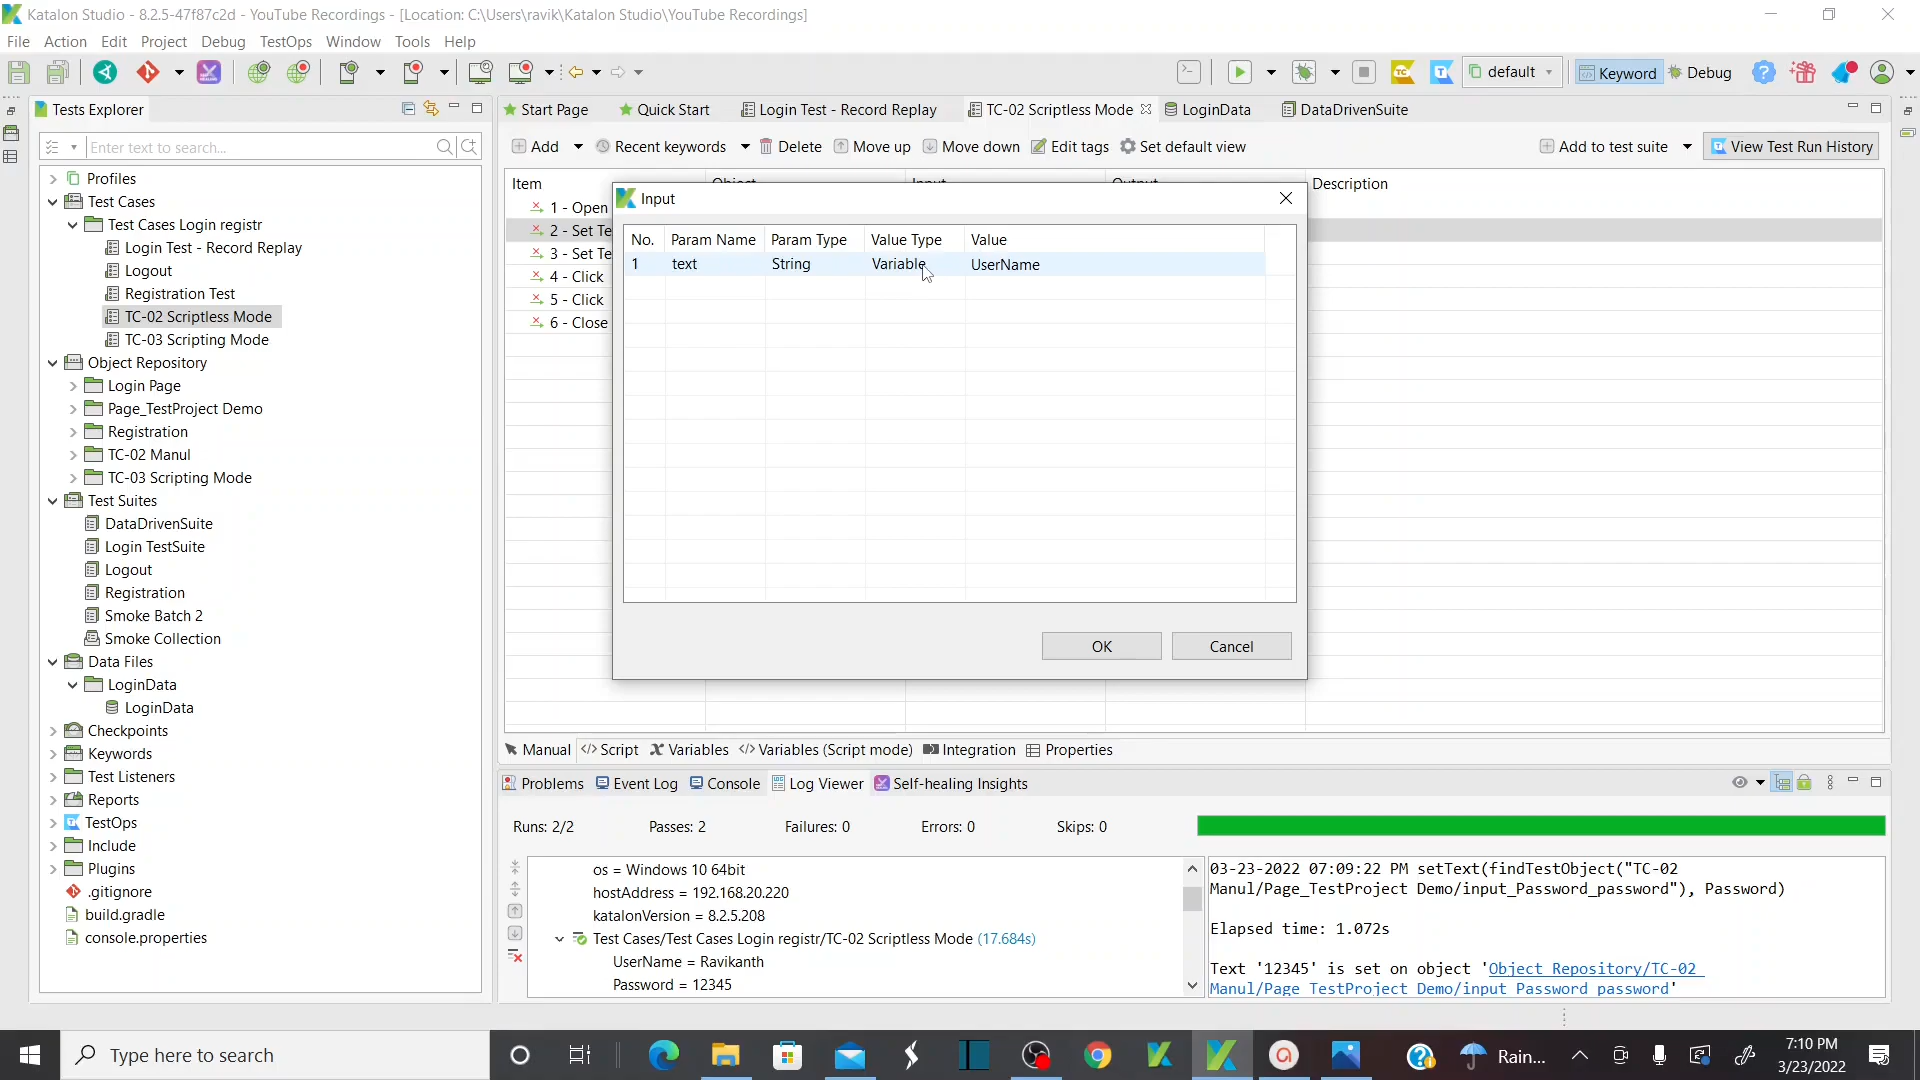 Katalon Studio - 8.2.5-47f87c2d - YouTube Recordings - [Location: C:\Users\ravik\Katalon Studio\YouTube Recordings]
File Action Edit Project Debug TestOps Window Tools Help
default Keyword Debug
Tests Explorer
Start Page Quick Start Login Test - Record Replay TC-02 Scriptless Mode LoginData DataDrivenSuite
Enter text to search...
Add Recent keywords Delete Move up Move down Edit tags Set default view Add to test suite View Test Run History
Profiles
Test Cases
Test Cases Login registr
Login Test - Record Replay
Logout
Registration Test
TC-02 Scriptless Mode
TC-03 Scripting Mode
Object Repository
Login Page
Page_TestProject Demo
Registration
TC-02 Manul
TC-03 Scripting Mode
Test Suites
DataDrivenSuite
Login TestSuite
Logout
Registration
Smoke Batch 2
Smoke Collection
Data Files
LoginData
LoginData
Checkpoints
Keywords
Test Listeners
Reports
TestOps
Include
Plugins
.gitignore
build.gradle
console.properties
Item Object Input Output Description
1 - Open
2 - Set Te
3 - Set Te
4 - Click
5 - Click
6 - Close
Input
No. Param Name Param Type Value Type Value
1 text String Variable UserName
OK Cancel
Manual Script Variables Variables (Script mode) Integration Properties
Problems Event Log Console Log Viewer Self-healing Insights
Runs: 2/2 Passes: 2 Failures: 0 Errors: 0 Skips: 0
os = Windows 10 64bit
hostAddress = 192.168.20.220
katalonVersion = 8.2.5.208
Test Cases/Test Cases Login registr/TC-02 Scriptless Mode (17.684s)
UserName = Ravikanth
Password = 12345
03-23-2022 07:09:22 PM setText(findTestObject("TC-02
Manul/Page_TestProject Demo/input_Password_password"), Password)
Elapsed time: 1.072s
Text '12345' is set on object 'Object Repository/TC-02
Manul/Page_TestProject Demo/input_Password_password'
Type here to search
Rain...
7:10 PM
3/23/2022